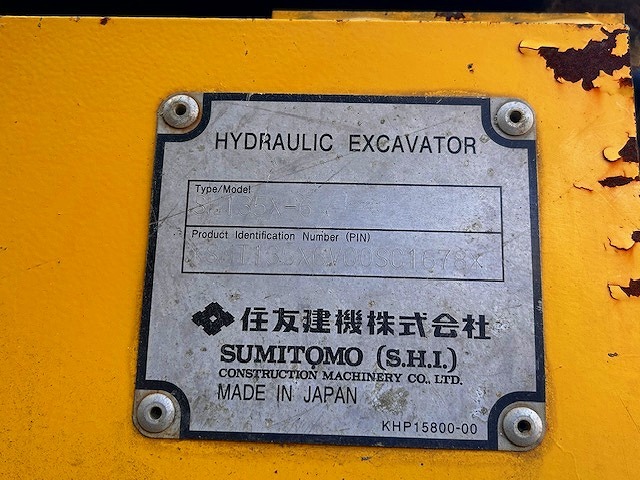 HYDRAULIC EXCAVATOR
Type/Model
Product Identification Number (PIN)
住友建機株式会社
SUMITOMO (S.H.I.)
CONSTRUCTION MACHINERY CO., LTD.
MADE IN JAPAN
KHP15800-00